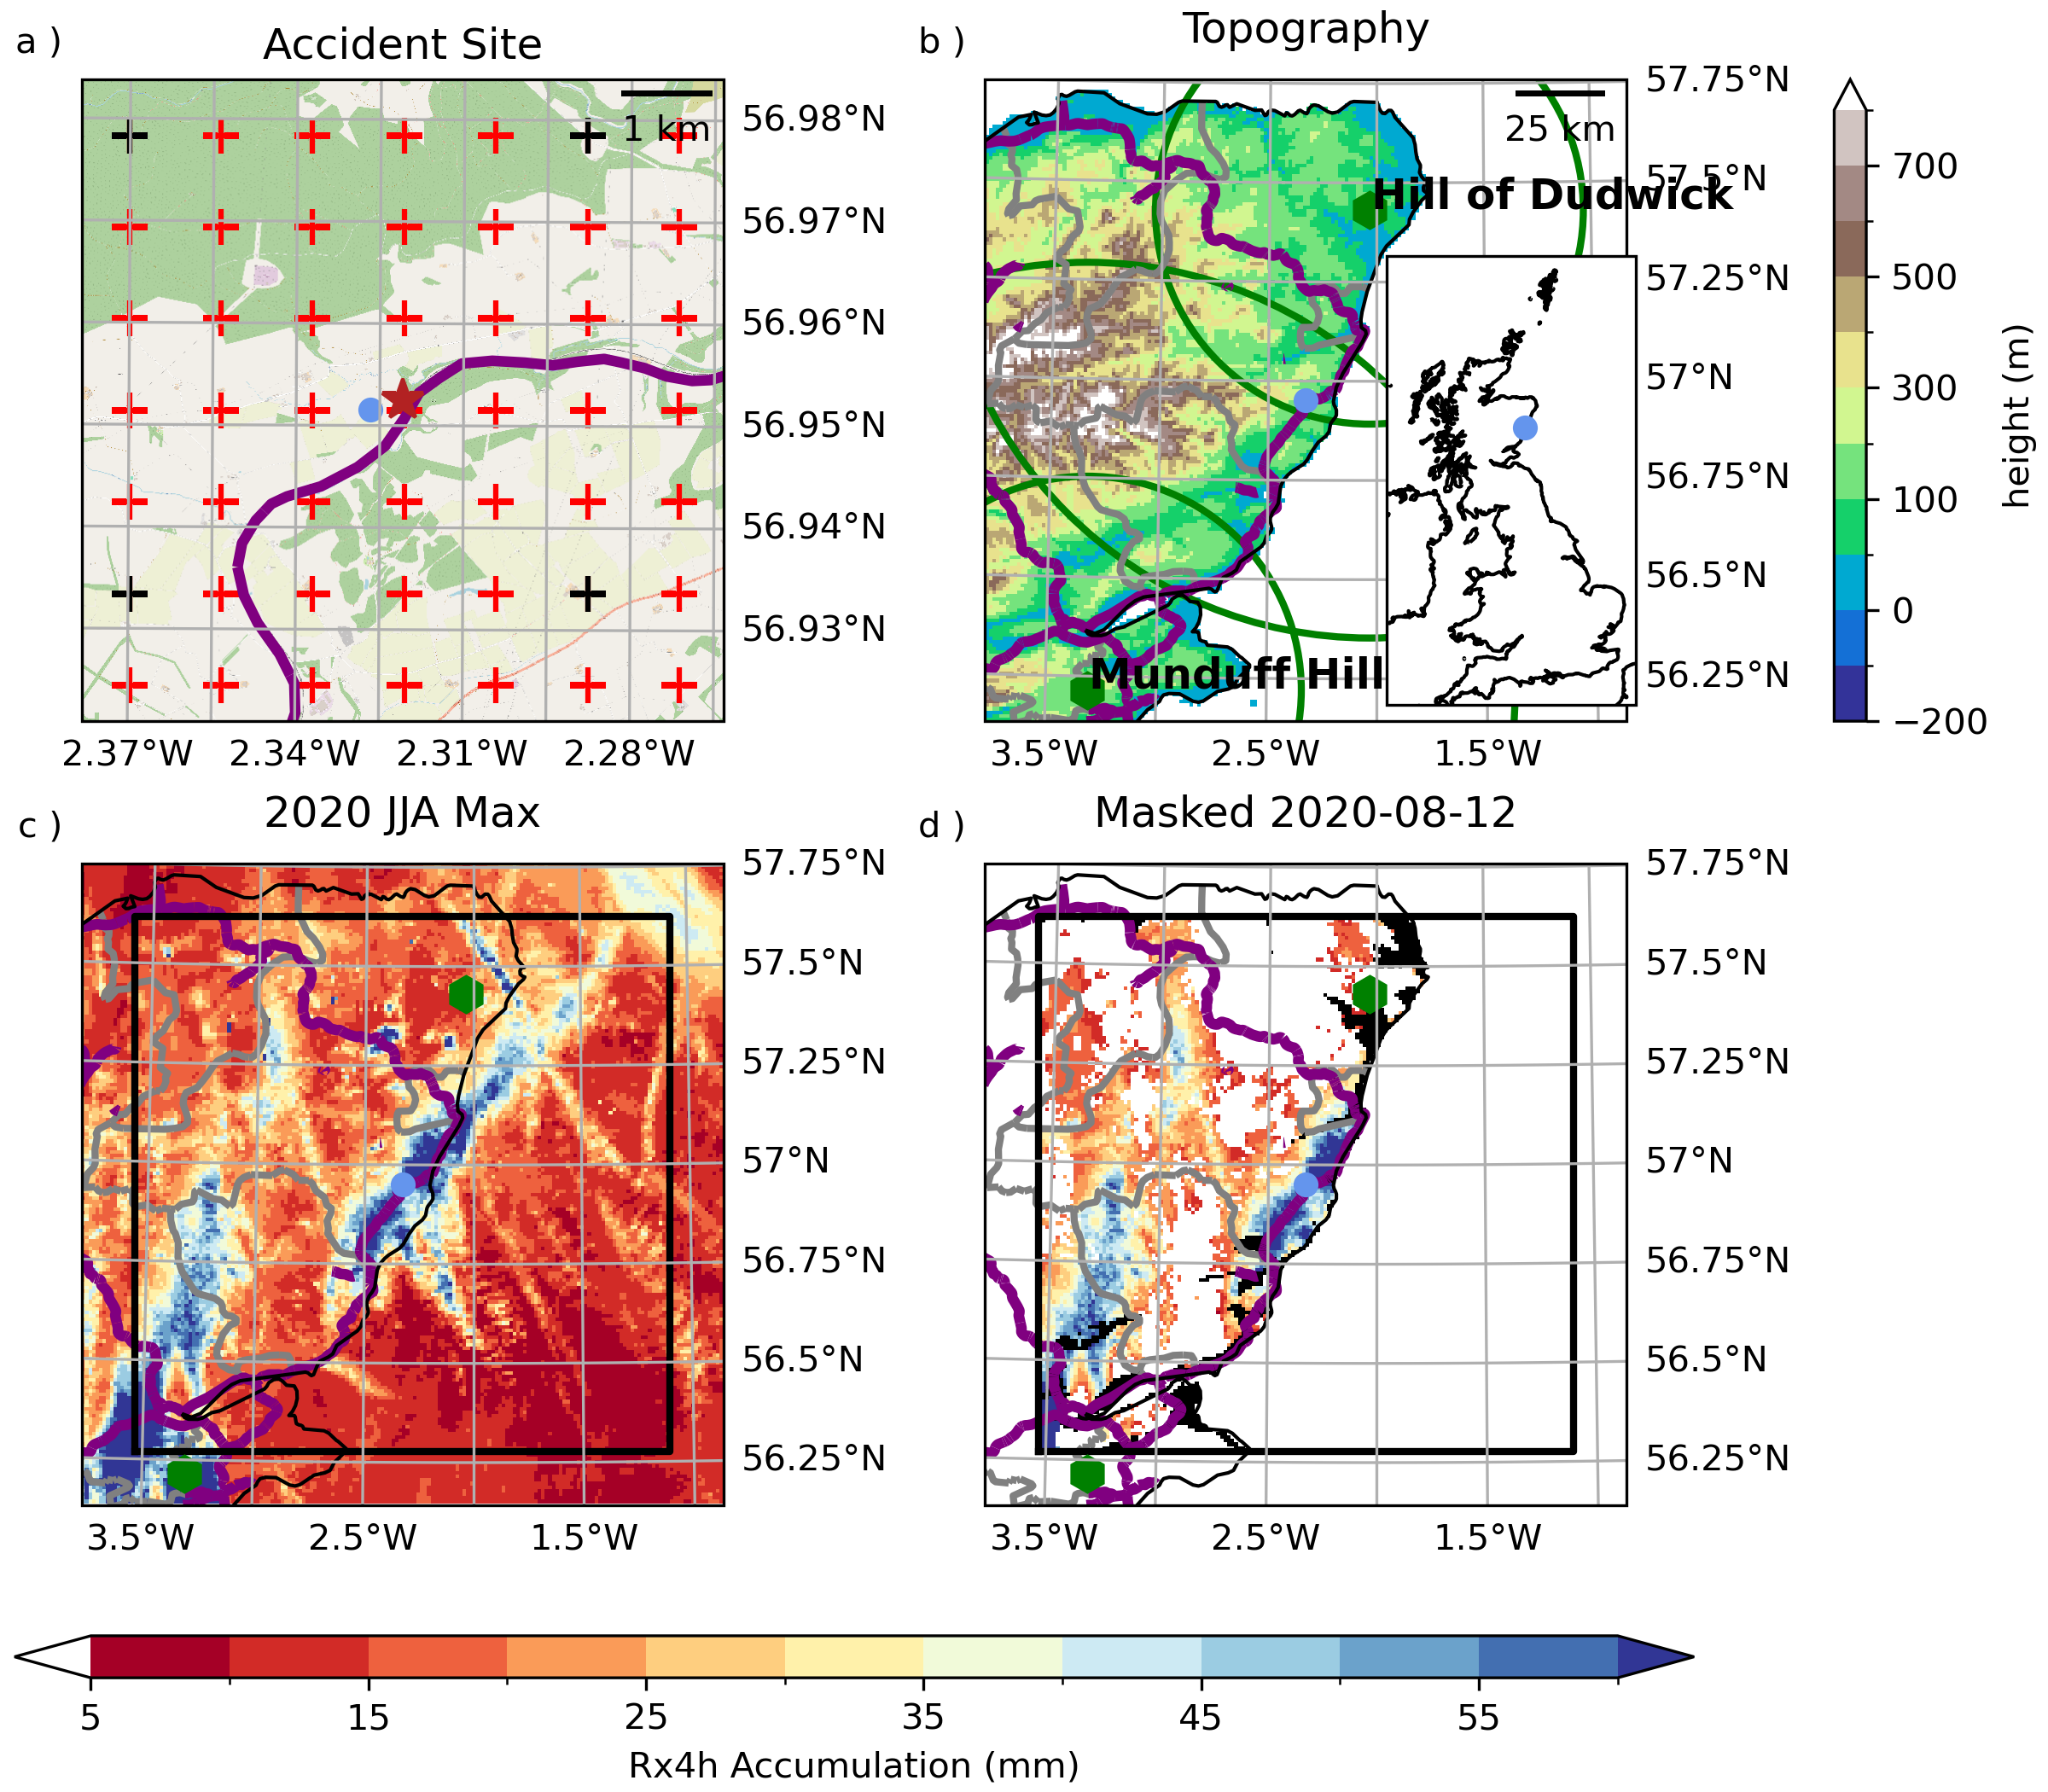 a )
Accident Site
1 km
56.98°N
56.97°N
56.96°N
56.95°N
56.94°N
56.93°N
2.37°W
2.34°W
2.31°W
2.28°W
b )
Topography
25 km
Hill of Dudwick
Munduff Hill
57.75°N
57.5°N
57.25°N
57°N
56.75°N
56.5°N
56.25°N
3.5°W
2.5°W
1.5°W
700
500
300
100
0
−200
height (m)
c )
2020 JJA Max
57.75°N
57.5°N
57.25°N
57°N
56.75°N
56.5°N
56.25°N
3.5°W
2.5°W
1.5°W
d )
Masked 2020-08-12
57.75°N
57.5°N
57.25°N
57°N
56.75°N
56.5°N
56.25°N
3.5°W
2.5°W
1.5°W
5
15
25
35
45
55
Rx4h Accumulation (mm)